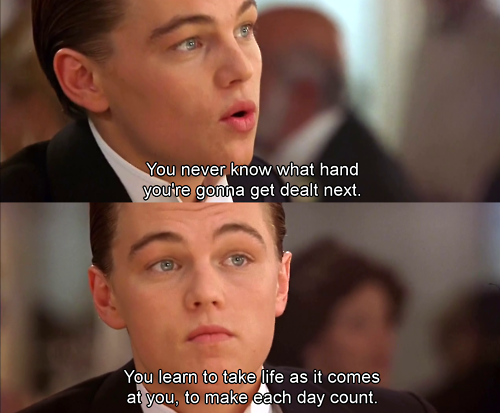 You never know what hand
you're gonna get dealt next.
You learn to take life as it comes
at you, to make each day count.